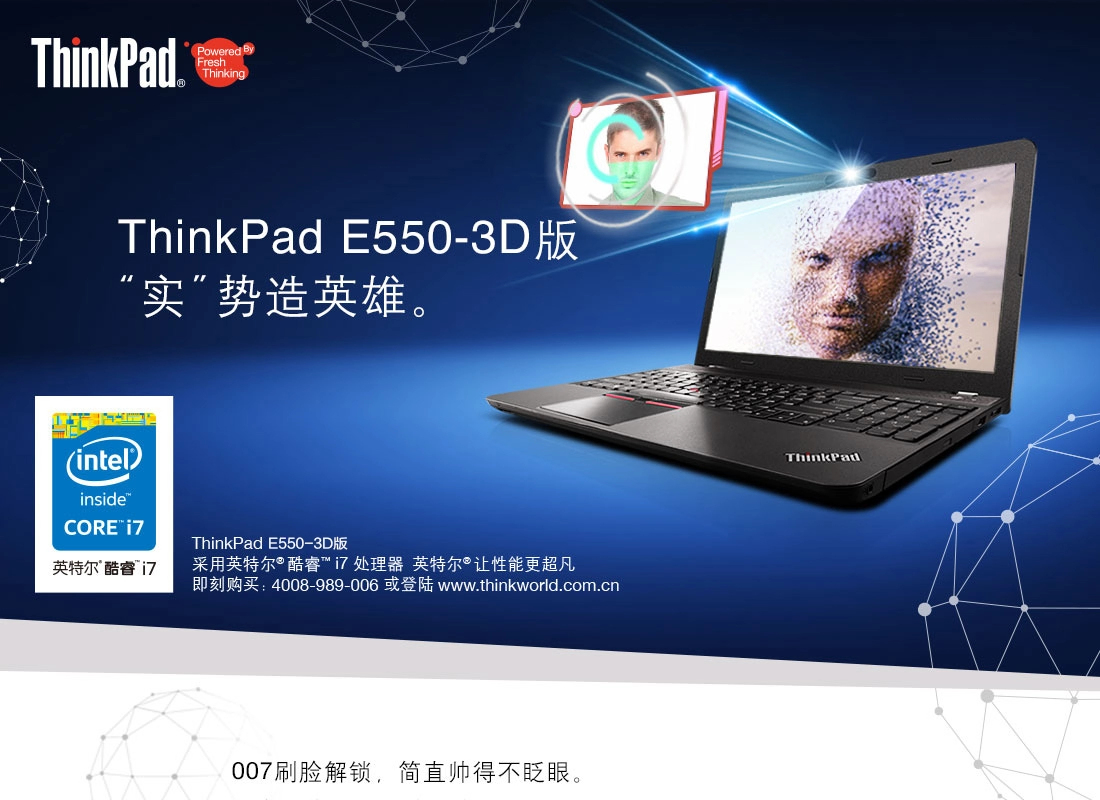 ThinkPad®
Powered By
Fresh
Thinking
ThinkPad E550-3D版
“实”势造英雄。
intel®
inside™
CORE™ i7
英特尔® 酷睿™ i7
ThinkPad
ThinkPad E550-3D版
采用英特尔® 酷睿™ i7 处理器 英特尔® 让性能更超凡
即刻购买：4008-989-006 或登陆 www.thinkworld.com.cn
007刷脸解锁，简直帅得不眨眼。